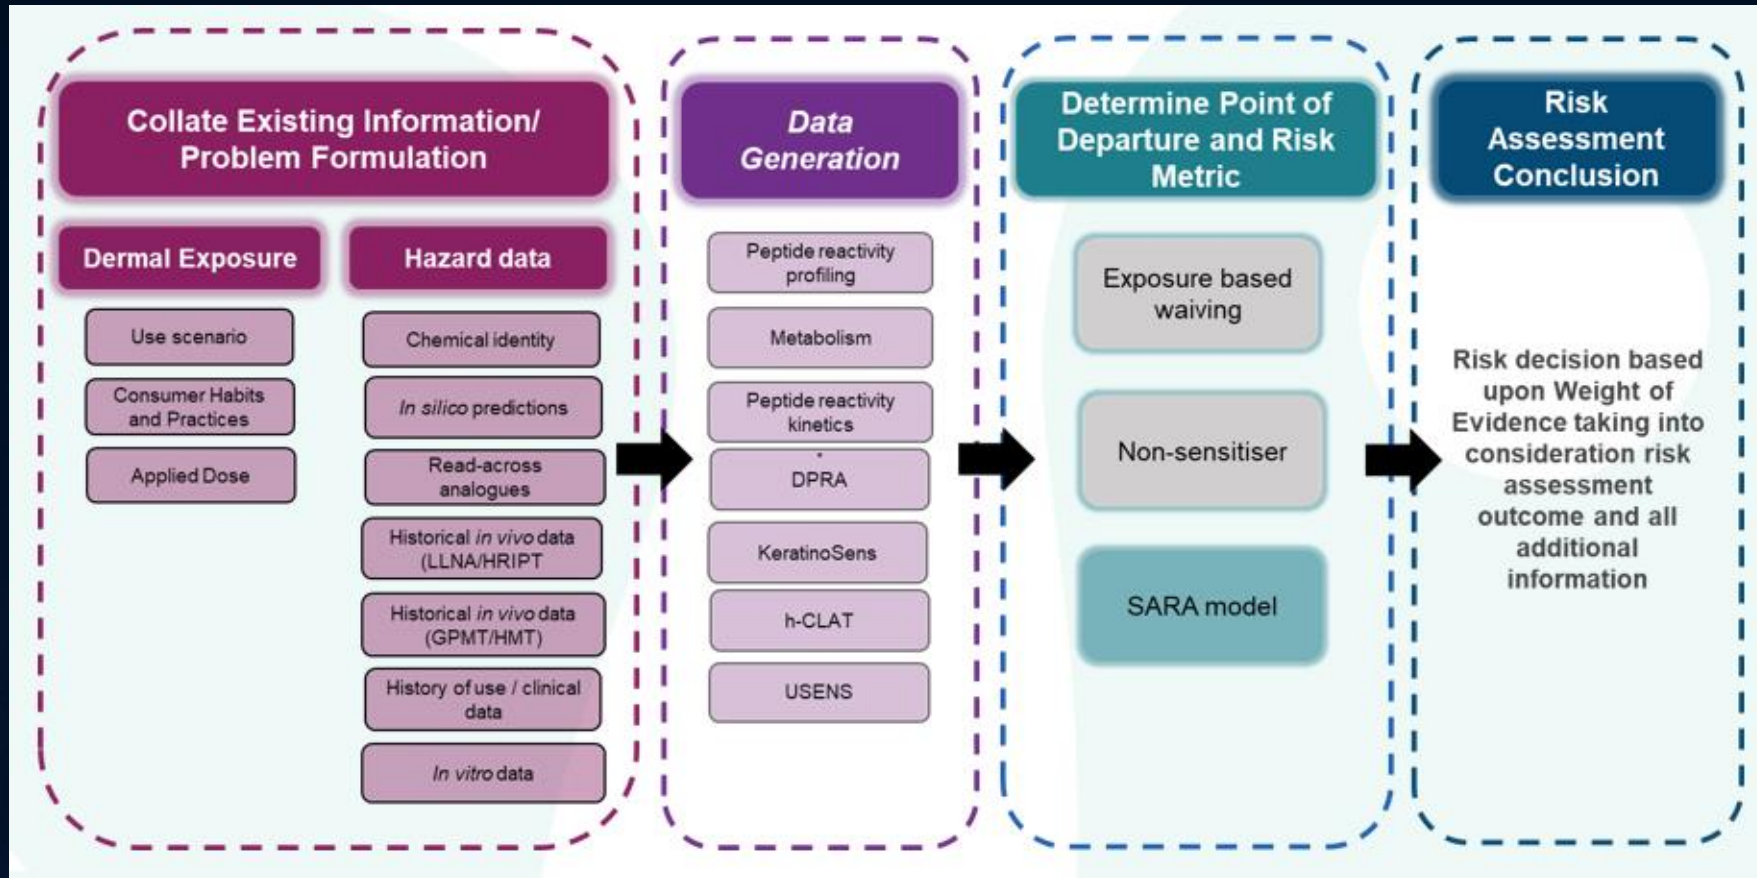 Collate Existing Information/
Problem Formulation
Dermal Exposure
Use scenario
Consumer Habits
and Practices
Applied Dose
Hazard data
Chemical identity
In silico predictions
Read-across
analogues
Historical in vivo data
(LLNA/HRIPT
Historical in vivo data
(GPMT/HMT)
History of use / clinical
data
In vitro data
Data
Generation
Peptide reactivity
profiling
Metabolism
Peptide reactivity
kinetics
DPRA
KeratinoSens
h-CLAT
USENS
Determine Point of
Departure and Risk
Metric
Exposure based
waiving
Non-sensitiser
SARA model
Risk
Assessment
Conclusion
Risk decision based
upon Weight of
Evidence taking into
consideration risk
assessment
outcome and all
additional
information